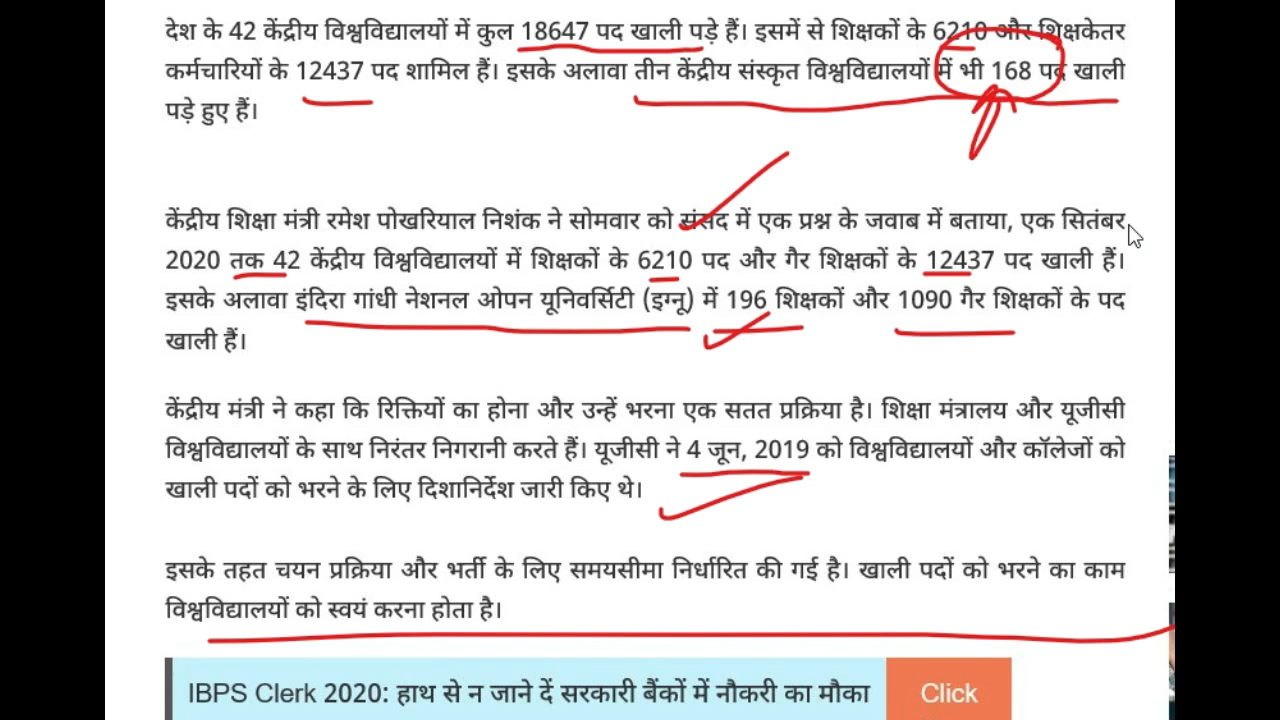 देश के 42 केंद्रीय विश्वविद्यालयों में कुल 18647 पद खाली पड़े हैं। इसमें से शिक्षकों के 6210 और शिक्षकेतर
कर्मचारियों के 12437 पद शामिल हैं। इसके अलावा तीन केंद्रीय संस्कृत विश्वविद्यालयों में भी 168 पद खाली
पड़े हुए हैं।
केंद्रीय शिक्षा मंत्री रमेश पोखरियाल निशंक ने सोमवार को संसद में एक प्रश्न के जवाब में बताया, एक सितंबर
2020 तक 42 केंद्रीय विश्वविद्यालयों में शिक्षकों के 6210 पद और गैर शिक्षकों के 12437 पद खाली हैं।
इसके अलावा इंदिरा गांधी नेशनल ओपन यूनिवर्सिटी (इग्नू) में 196 शिक्षकों और 1090 गैर शिक्षकों के पद
खाली हैं।
केंद्रीय मंत्री ने कहा कि रिक्तियों का होना और उन्हें भरना एक सतत प्रक्रिया है। शिक्षा मंत्रालय और यूजीसी
विश्वविद्यालयों के साथ निरंतर निगरानी करते हैं। यूजीसी ने 4 जून, 2019 को विश्वविद्यालयों और कॉलेजों को
खाली पदों को भरने के लिए दिशानिर्देश जारी किए थे।
इसके तहत चयन प्रक्रिया और भर्ती के लिए समयसीमा निर्धारित की गई है। खाली पदों को भरने का काम
विश्वविद्यालयों को स्वयं करना होता है।
IBPS Clerk 2020: हाथ से न जाने दें सरकारी बैंकों में नौकरी का मौका Click